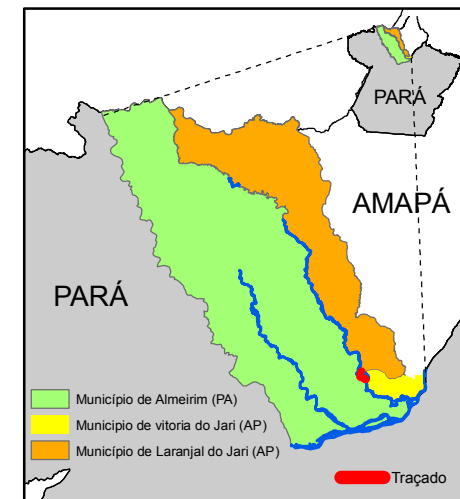 PARÁ
AMAPÁ
PARÁ
Município de Almeirim (PA)
Municipio de vitoria do Jari (AP)
Município de Laranjal do Jari (AP)
Traçado